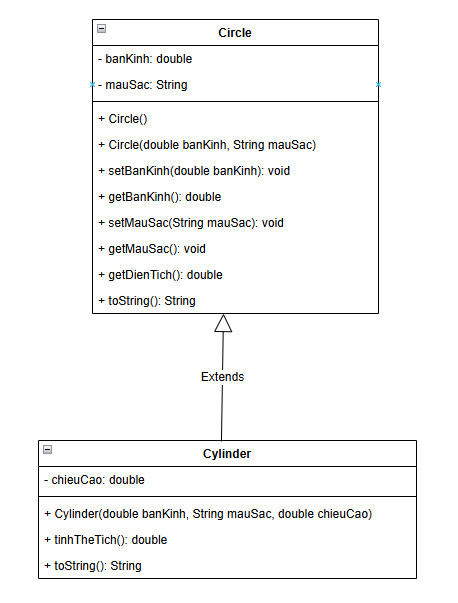 Circle
- banKinh: double
- mauSac: String
+ Circle()
+ Circle(double banKinh, String mauSac)
+ setBanKinh(double banKinh): void
+ getBanKinh(): double
+ setMauSac(String mauSac): void
+ getMauSac(): void
+ getDienTich(): double
+ toString(): String
Extends
Cylinder
- chieuCao: double
+ Cylinder(double banKinh, String mauSac, double chieuCao)
+ tinhTheTich(): double
+ toString(): String